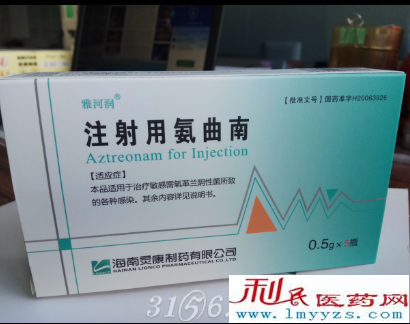 雅河润®
【批准文号】国药准字H20063926
注射用氨曲南
Aztreonam for Injection
【适应症】
本品适用于治疗敏感需氧革兰阴性菌所致
的各种感染。其余内容详见说明书。
0.5g×5瓶
海南灵康制药有限公司
HAINAN LIONCO PHARMACEUTICAL CO.,LTD
利民医药网
www.lmyyzs.com